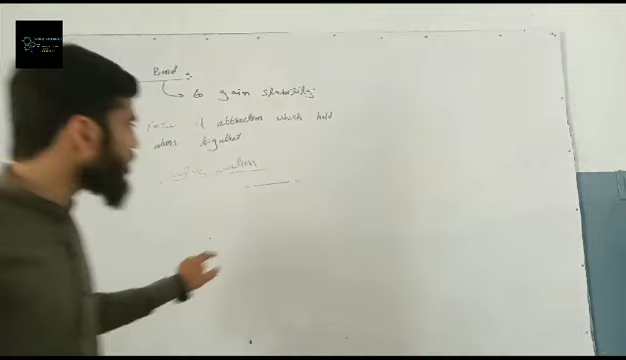 Bond :
to gain stability.
Force of attraction which hold
atoms together